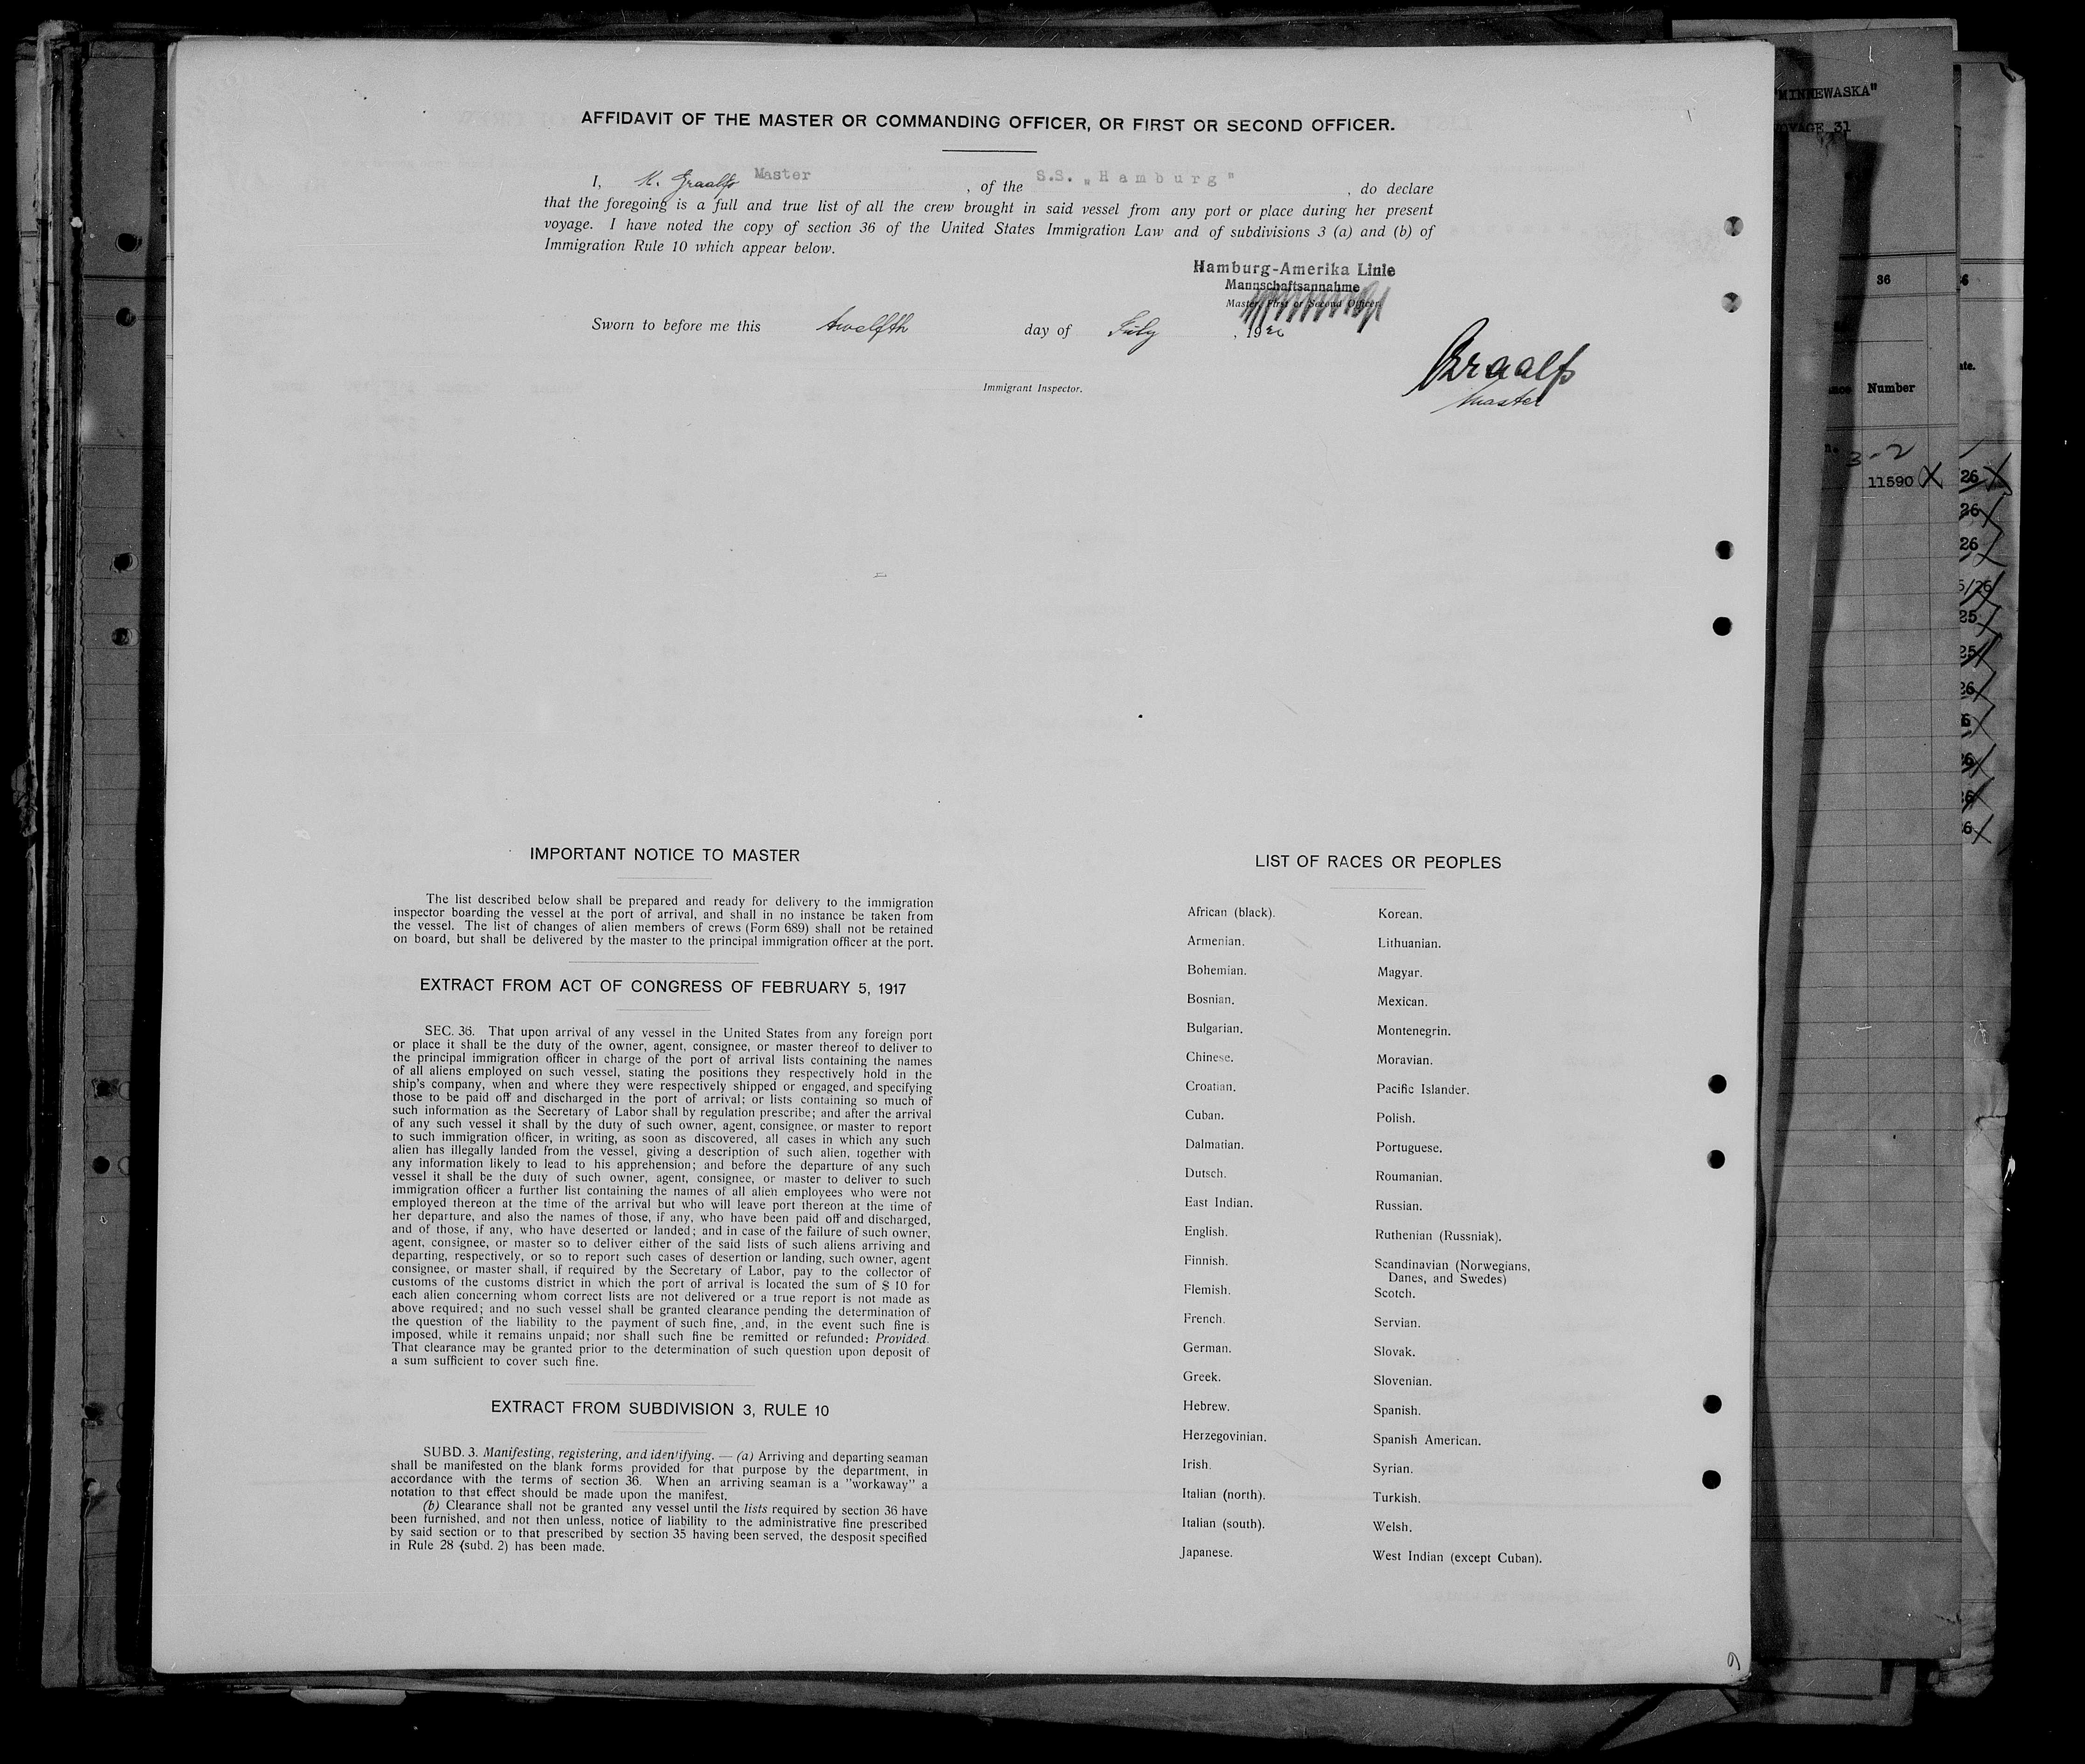 AFFIDAVIT OF THE MASTER OR COMMANDING OFFICER, OR FIRST OR SECOND OFFICER.
I, K. Graalfs Master , of the S.S. „Hamburg" , do declare
that the foregoing is a full and true list of all the crew brought in said vessel from any port or place during her present
voyage. I have noted the copy of section 36 of the United States Immigration Law and of subdivisions 3 (a) and (b) of
Immigration Rule 10 which appear below.
Hamburg-Amerika Linie
Mannschaftsannahme
Master, First or Second Officer.
Sworn to before me this twelfth day of July , 1926
Graalfs
Master
Immigrant Inspector.
IMPORTANT NOTICE TO MASTER
The list described below shall be prepared and ready for delivery to the immigration
inspector boarding the vessel at the port of arrival, and shall in no instance be taken from
the vessel. The list of changes of alien members of crews (Form 689) shall not be retained
on board, but shall be delivered by the master to the principal immigration officer at the port.
EXTRACT FROM ACT OF CONGRESS OF FEBRUARY 5, 1917
SEC. 36. That upon arrival of any vessel in the United States from any foreign port
or place it shall be the duty of the owner, agent, consignee, or master thereof to deliver to
the principal immigration officer in charge of the port of arrival lists containing the names
of all aliens employed on such vessel, stating the positions they respectively hold in the
ship's company, when and where they were respectively shipped or engaged, and specifying
those to be paid off and discharged in the port of arrival; or lists containing so much of
such information as the Secretary of Labor shall by regulation prescribe; and after the arrival
of any such vessel it shall by the duty of such owner, agent, consignee, or master to report
to such immigration officer, in writing, as soon as discovered, all cases in which any such
alien has illegally landed from the vessel, giving a description of such alien, together with
any information likely to lead to his apprehension; and before the departure of any such
vessel it shall be the duty of such owner, agent, consignee, or master to deliver to such
immigration officer a further list containing the names of all alien employees who were not
employed thereon at the time of the arrival but who will leave port thereon at the time of
her departure, and also the names of those, if any, who have been paid off and discharged,
and of those, if any, who have deserted or landed; and in case of the failure of such owner,
agent, consignee, or master so to deliver either of the said lists of such aliens arriving and
departing, respectively, or so to report such cases of desertion or landing, such owner, agent
consignee, or master shall, if required by the Secretary of Labor, pay to the collector of
customs of the customs district in which the port of arrival is located the sum of $ 10 for
each alien concerning whom correct lists are not delivered or a true report is not made as
above required; and no such vessel shall be granted clearance pending the determination of
the question of the liability to the payment of such fine, and, in the event such fine is
imposed, while it remains unpaid; nor shall such fine be remitted or refunded: Provided.
That clearance may be granted prior to the determination of such question upon deposit of
a sum sufficient to cover such fine.
EXTRACT FROM SUBDIVISION 3, RULE 10
SUBD. 3. Manifesting, registering, and identifying. — (a) Arriving and departing seaman
shall be manifested on the blank forms provided for that purpose by the department, in
accordance with the terms of section 36. When an arriving seaman is a "workaway" a
notation to that effect should be made upon the manifest.
(b) Clearance shall not be granted any vessel until the lists required by section 36 have
been furnished, and not then unless, notice of liability to the administrative fine prescribed
by said section or to that prescribed by section 35 having been served, the desposit specified
in Rule 28 (subd. 2) has been made.
LIST OF RACES OR PEOPLES
African (black).
Armenian.
Bohemian.
Bosnian.
Bulgarian.
Chinese.
Croatian.
Cuban.
Dalmatian.
Dutsch.
East Indian.
English.
Finnish.
Flemish.
French.
German.
Greek.
Hebrew.
Herzegovinian.
Irish.
Italian (north).
Italian (south).
Japanese.
Korean.
Lithuanian.
Magyar.
Mexican.
Montenegrin.
Moravian.
Pacific Islander.
Polish.
Portuguese.
Roumanian.
Russian.
Ruthenian (Russniak).
Scandinavian (Norwegians,
Danes, and Swedes)
Scotch.
Servian.
Slovak.
Slovenian.
Spanish.
Spanish American.
Syrian.
Turkish.
Welsh.
West Indian (except Cuban).
9
"MINNEWASKA"
VOYAGE 31
36
Number
3-2
11590 X
26
26
26
5/26
25
25
26
6
26
26
6